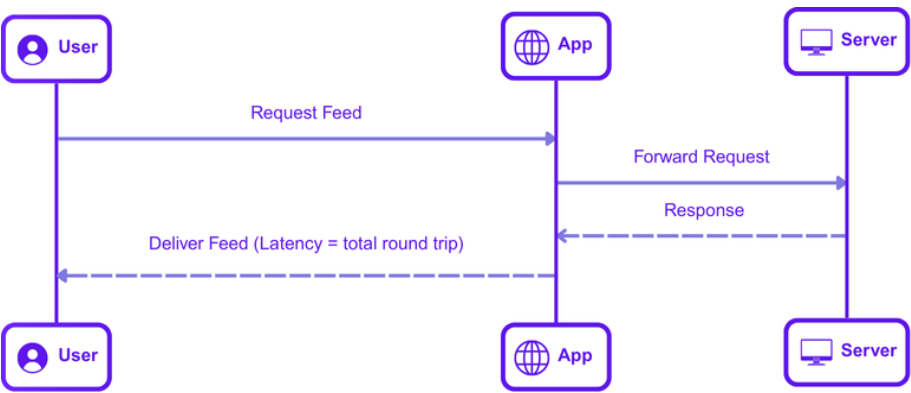 User
App
Server
Request Feed
Forward Request
Response
Deliver Feed (Latency = total round trip)
User
App
Server